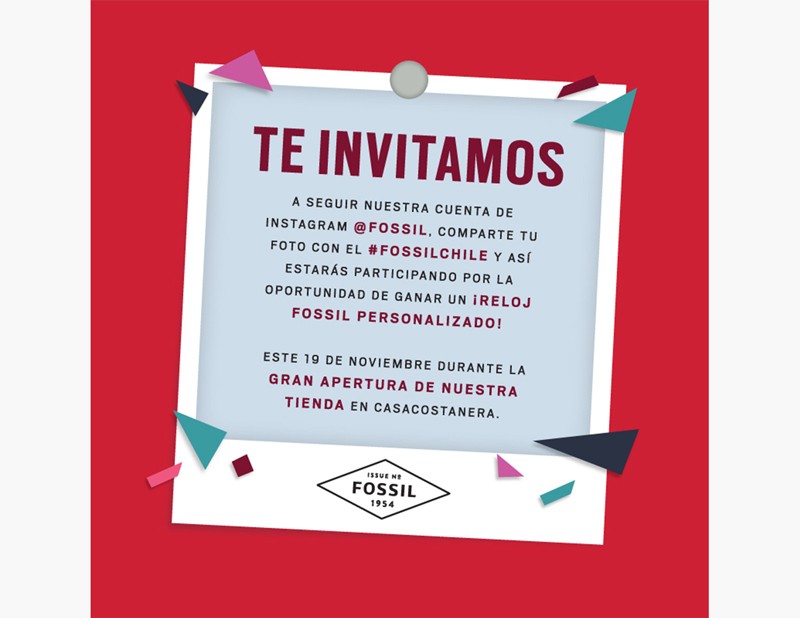 TE INVITAMOS
A SEGUIR NUESTRA CUENTA DE
INSTAGRAM @FOSSIL, COMPARTE TU
FOTO CON EL #FOSSILCHILE Y ASÍ
ESTARÁS PARTICIPANDO POR LA
OPORTUNIDAD DE GANAR UN ¡RELOJ
FOSSIL PERSONALIZADO!
ESTE 19 DE NOVIEMBRE DURANTE LA
GRAN APERTURA DE NUESTRA
TIENDA EN CASACOSTANERA.
ISSUE Nº
FOSSIL
1954